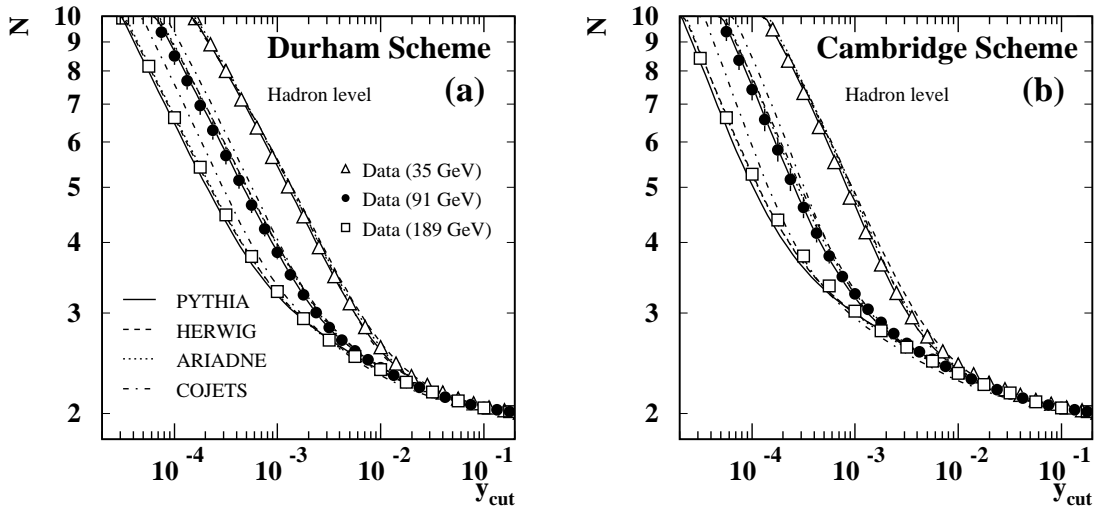 N
10
9
8
7
6
5
4
3
2
Durham Scheme
(a)
Hadron level
Data (35 GeV)
Data (91 GeV)
Data (189 GeV)
PYTHIA
HERWIG
ARIADNE
COJETS
10^-4 10^-3 10^-2 10^-1
y_cut
N
10
9
8
7
6
5
4
3
2
Cambridge Scheme
Hadron level
(b)
10^-4 10^-3 10^-2 10^-1
y_cut